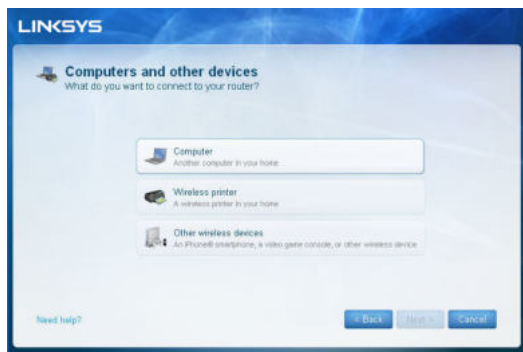 LINKSYS
Computers and other devices
What do you want to connect to your router?
Computer
Another computer in your home
Wireless printer
A wireless printer in your home
Other wireless devices
An iPhone® smartphone, a video game console, or other wireless device
Need help?
< Back Next > Cancel